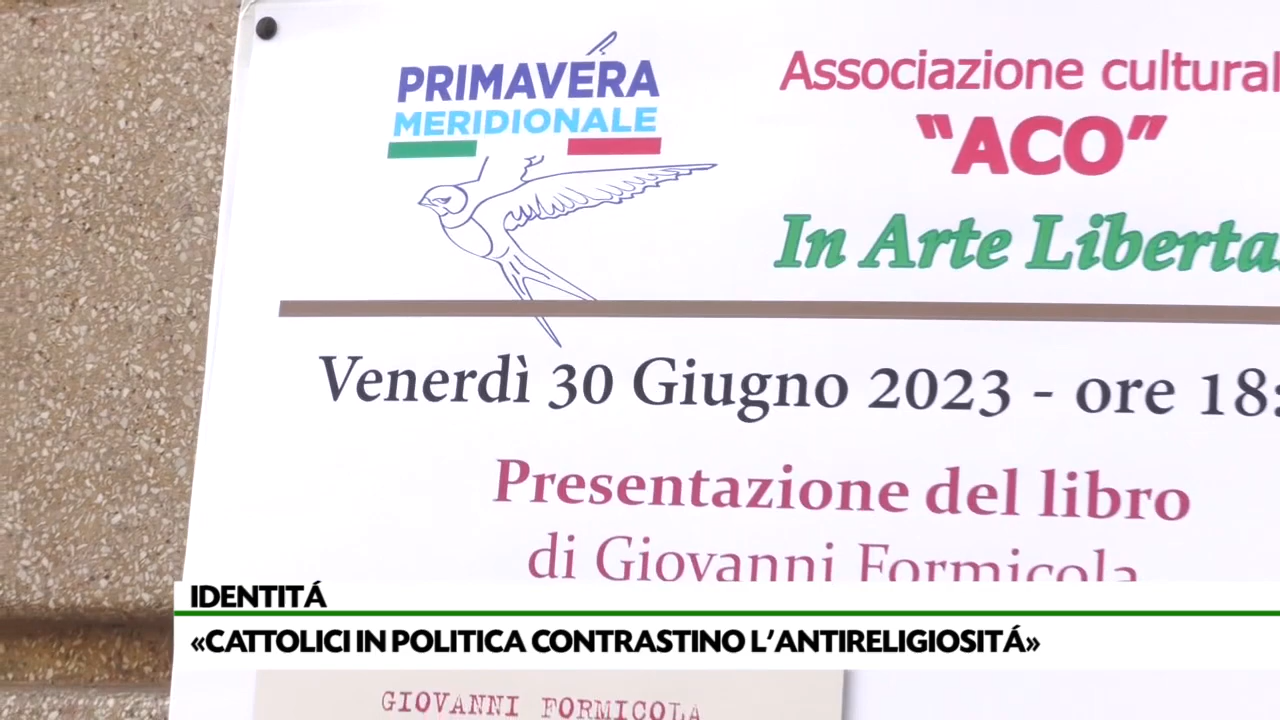 PRIMAVÉRA
MERIDIONALE
Associazione cultural
“ACO”
In Arte Liberta
Venerdì 30 Giugno 2023 - ore 18:
Presentazione del libro
di Giovanni Formicola
IDENTITÁ
«CATTOLICI IN POLITICA CONTRASTINO L’ANTIRELIGIOSITÁ»
GIOVANNI FORMICOLA